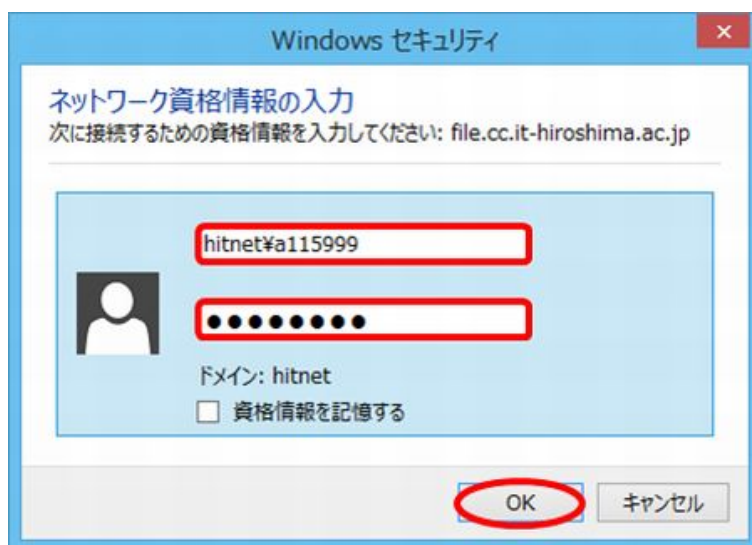 Windows セキュリティ
ネットワーク資格情報の入力
次に接続するための資格情報を入力してください: file.cc.it-hiroshima.ac.jp
hitnet¥a115999
●●●●●●●●
ドメイン: hitnet
資格情報を記憶する
OK
キャンセル